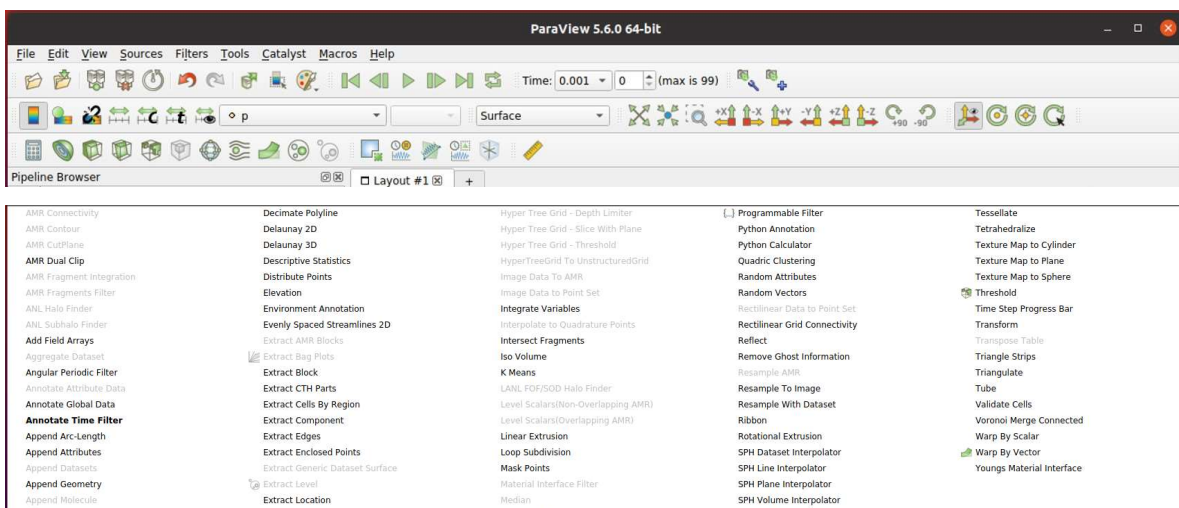 ParaView 5.6.0 64-bit
File Edit View Sources Filters Tools Catalyst Macros Help
Time: 0.001 0 (max is 99)
p Surface +X -X +Y -Y +Z -Z +90 -90
Pipeline Browser Layout #1 +
AMR Connectivity Decimate Polyline Hyper Tree Grid - Depth Limiter {...} Programmable Filter Tessellate
AMR Contour Delaunay 2D Hyper Tree Grid - Slice With Plane Python Annotation Tetrahedralize
AMR CutPlane Delaunay 3D Hyper Tree Grid - Threshold Python Calculator Texture Map to Cylinder
AMR Dual Clip Descriptive Statistics HyperTreeGrid To UnstructuredGrid Quadric Clustering Texture Map to Plane
AMR Fragment Integration Distribute Points Image Data To AMR Random Attributes Texture Map to Sphere
AMR Fragments Filter Elevation Image Data to Point Set Random Vectors Threshold
ANL Halo Finder Environment Annotation Integrate Variables Rectilinear Data to Point Set Time Step Progress Bar
ANL Subhalo Finder Evenly Spaced Streamlines 2D Interpolate to Quadrature Points Rectilinear Grid Connectivity Transform
Add Field Arrays Extract AMR Blocks Intersect Fragments Reflect Transpose Table
Aggregate Dataset Extract Bag Plots Iso Volume Remove Ghost Information Triangle Strips
Angular Periodic Filter Extract Block K Means Resample AMR Triangulate
Annotate Attribute Data Extract CTH Parts LANL FOF/SOD Halo Finder Resample To Image Tube
Annotate Global Data Extract Cells By Region Level Scalars(Non-Overlapping AMR) Resample With Dataset Validate Cells
Annotate Time Filter Extract Component Level Scalars(Overlapping AMR) Ribbon Voronoi Merge Connected
Append Arc-Length Extract Edges Linear Extrusion Rotational Extrusion Warp By Scalar
Append Attributes Extract Enclosed Points Loop Subdivision SPH Dataset Interpolator Warp By Vector
Append Datasets Extract Generic Dataset Surface Mask Points SPH Line Interpolator Youngs Material Interface
Append Geometry Extract Level Material Interface Filter SPH Plane Interpolator
Append Molecule Extract Location Median SPH Volume Interpolator